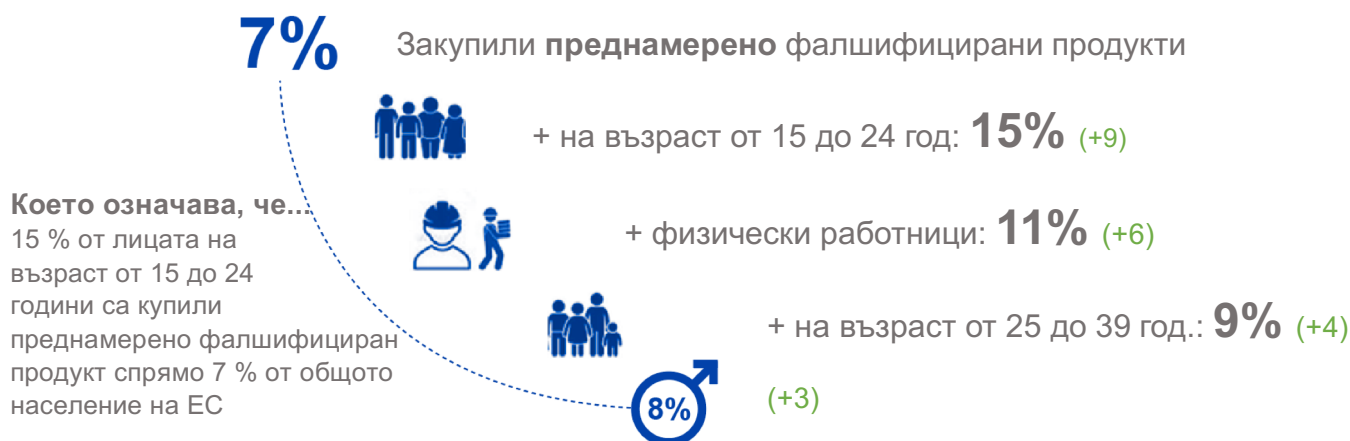 7% Закупили преднамерено фалшифицирани продукти
+ на възраст от 15 до 24 год: 15% (+9)
Което означава, че...
15 % от лицата на
възраст от 15 до 24
години са купили
преднамерено фалшифициран
продукт спрямо 7 % от общото
население на ЕС
+ физически работници: 11% (+6)
+ на възраст от 25 до 39 год.: 9% (+4)
8% (+3)